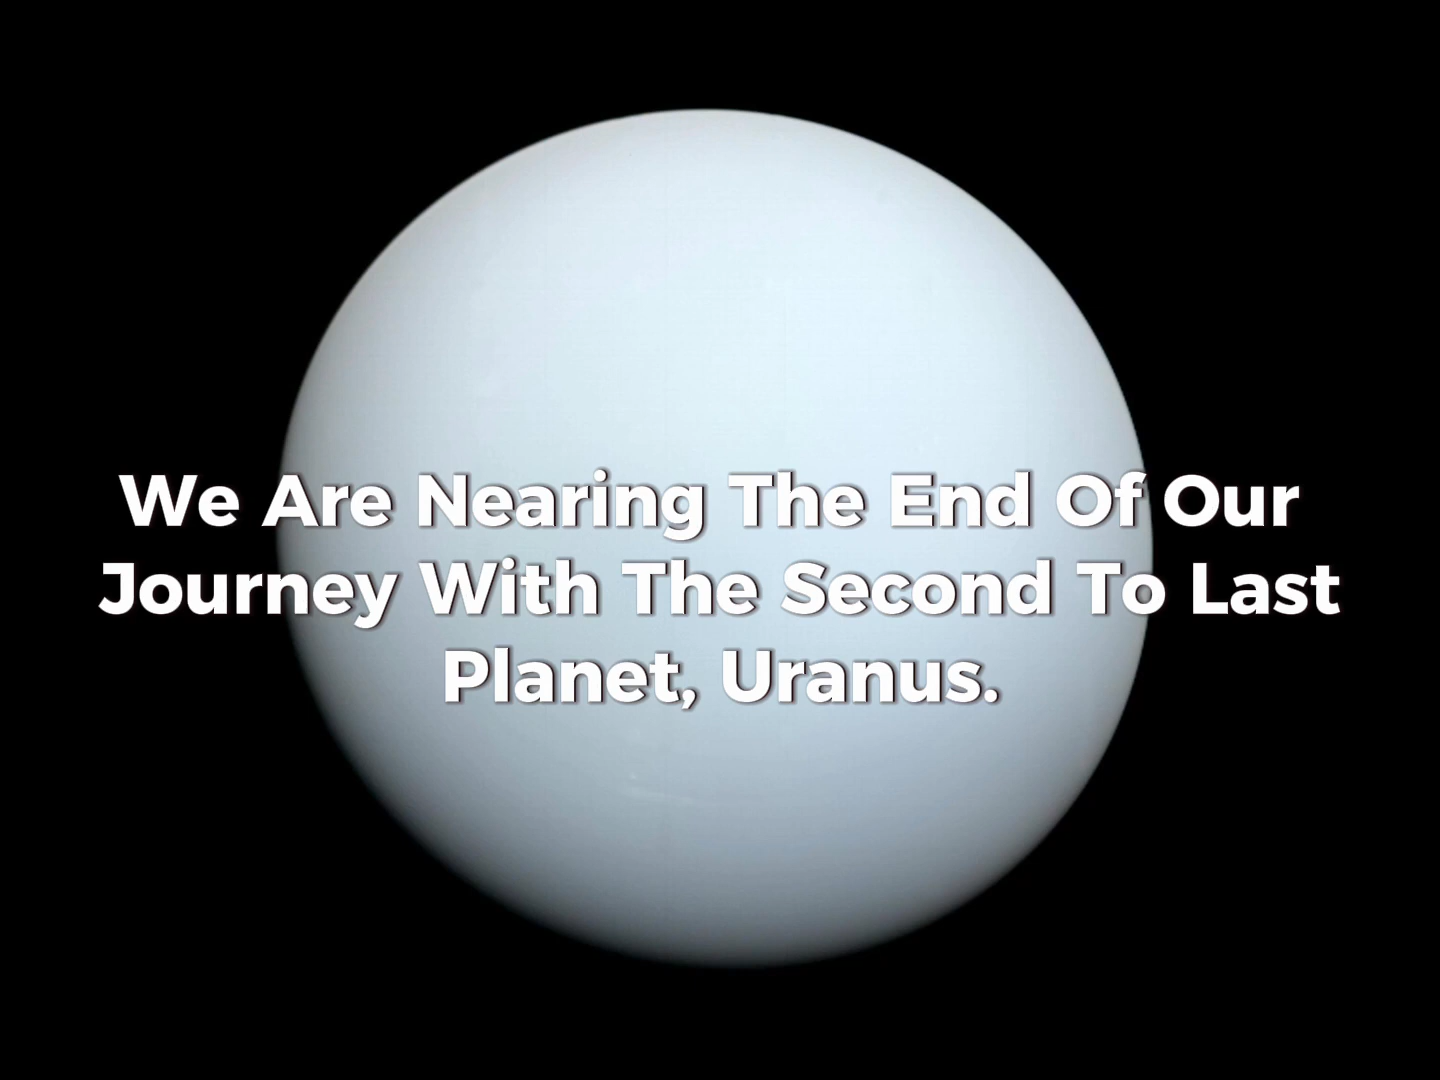 We Are Nearing The End Of Our
Journey With The Second To Last
Planet, Uranus.